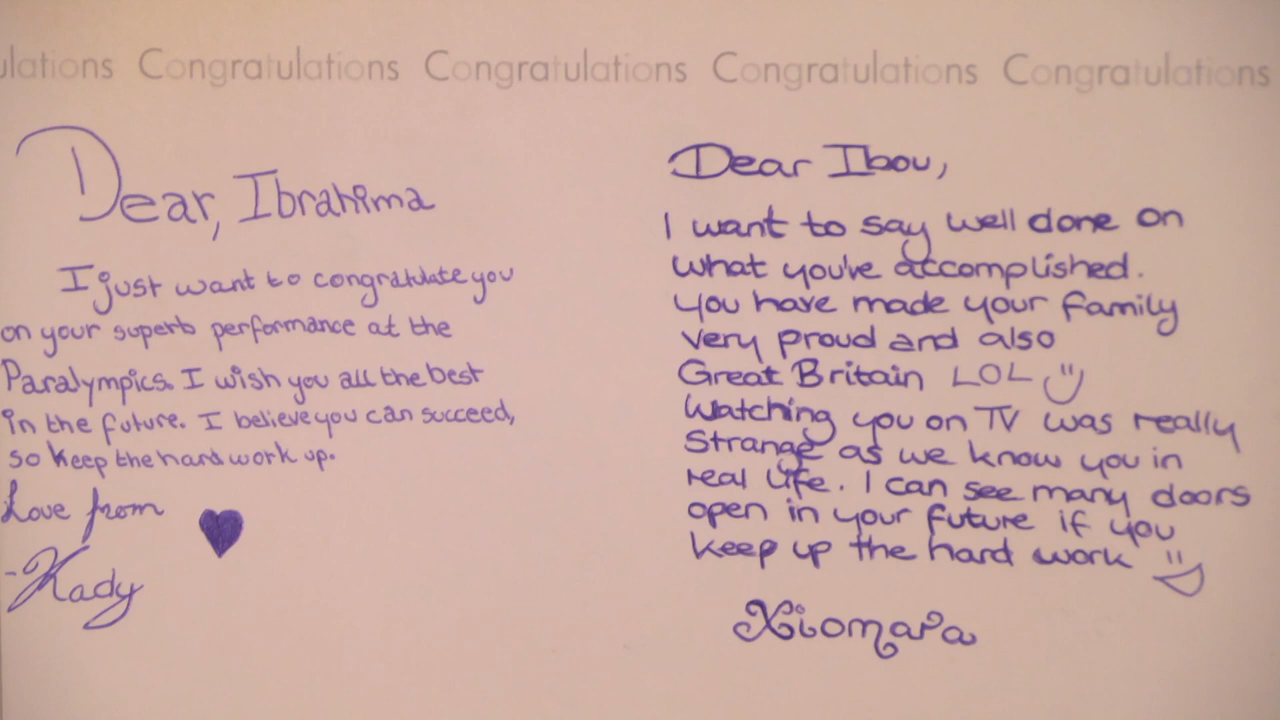 ulations Congratulations Congratulations Congratulations Congratulations
Dear, Ibrahima
I just want to congratulate you
on your superb performance at the
Paralympics. I wish you all the best
in the future. I believe you can succeed,
so keep the hard work up.
Love from
-Kady
Dear Ibou,
I want to say well done on
what you've accomplished.
You have made your family
very proud and also
Great Britain LOL
Watching you on TV was really
Strange as we know you in
real life. I can see many doors
open in your future if you
keep up the hard work
Xiomara